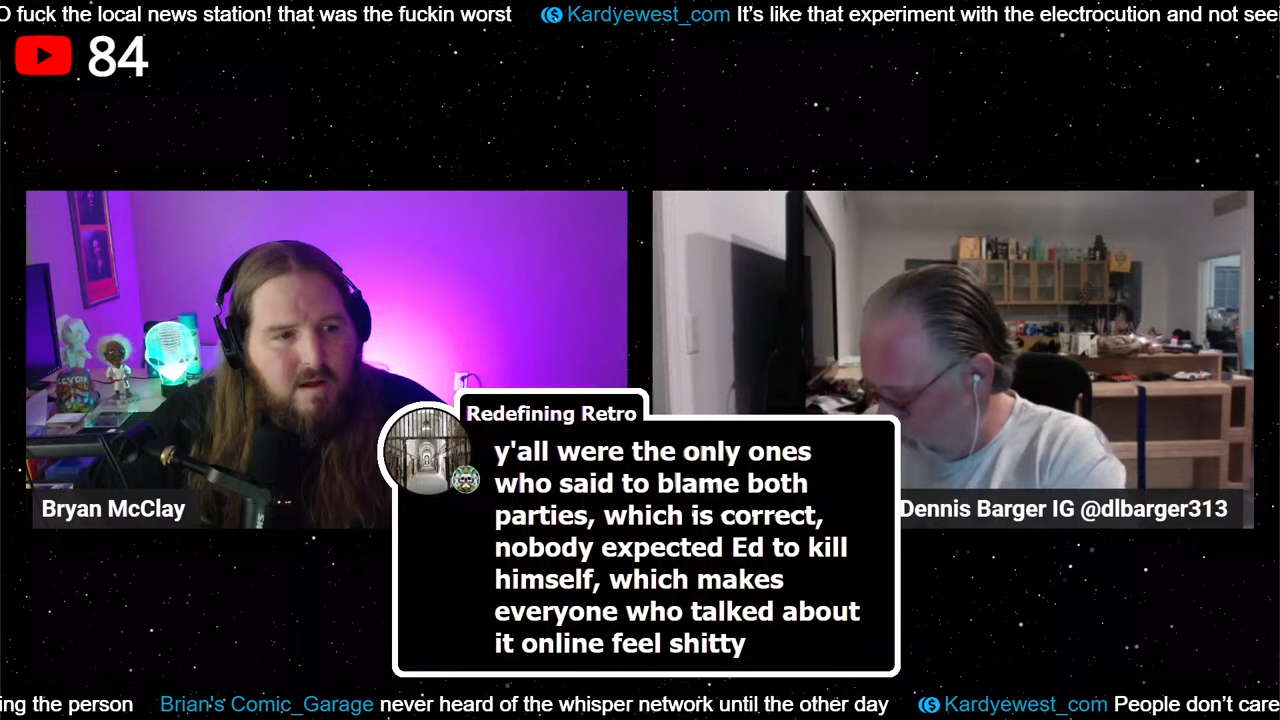 O fuck the local news station! that was the fuckin worst Kardyewest_com It's like that experiment with the electrocution and not see
84
Redefining Retro
y'all were the only ones
who said to blame both
parties, which is correct,
nobody expected Ed to kill
himself, which makes
everyone who talked about
it online feel shitty
Bryan McClay
Dennis Barger IG @dlbarger313
ing the person Brian's Comic_Garage never heard of the whisper network until the other day Kardyewest_com People don't care